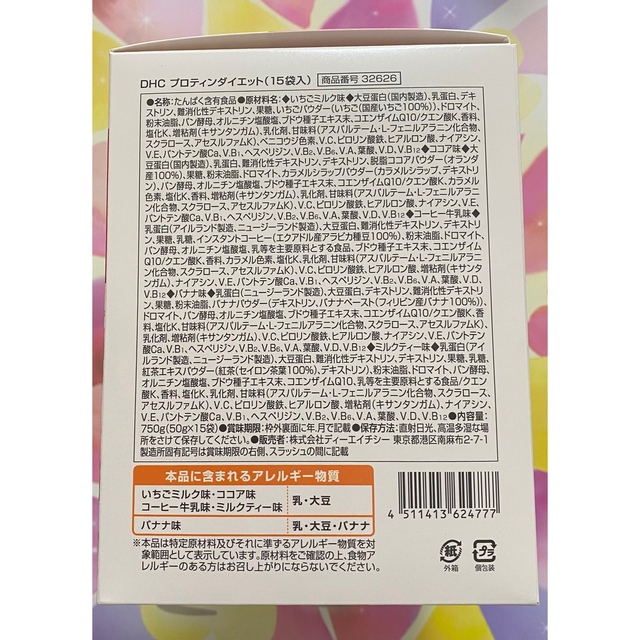 DHC プロティンダイエット(15袋入) 商品番号 32626
●名称:たんぱく含有食品●原材料名:◆いちごミルク味◆大豆蛋白(国内製造)、乳蛋白、デキ
ストリン、難消化性デキストリン、果糖、いちごパウダー(いちご(国産いちご100%))、ドロマイト、
粉末油脂、パン酵母、オルニチン塩酸塩、ブドウ種子エキス末、コエンザイムQ10/クエン酸K、香料、
塩化K、増粘剤(キサンタンガム)、乳化剤、甘味料(アスパルテーム・L-フェニルアラニン化合物、
スクラロース、アセスルファムK)、ベニコウジ色素、V.C、ピロリン酸鉄、ヒアルロン酸、ナイアシン、
V.E、パントテン酸Ca、V.B1、ヘスペリジン、V.B2、V.B6、V.A、葉酸、V.D、V.B12◆ココア味◆大
豆蛋白(国内製造)、乳蛋白、難消化性デキストリン、デキストリン、脱脂ココアパウダー(オランダ
産100%)、果糖、粉末油脂、ドロマイト、カラメルシラップパウダー(カラメルシラップ、デキストリ
ン)、パン酵母、オルニチン塩酸塩、ブドウ種子エキス末、コエンザイムQ10/クエン酸K、カラメル
色素、塩化K、香料、増粘剤(キサンタンガム)、乳化剤、甘味料(アスパルテーム・L-フェニルアラニ
ン化合物、スクラロース、アセスルファムK)、V.C、ピロリン酸鉄、ヒアルロン酸、ナイアシン、V.E、
パントテン酸Ca、V.B1、ヘスペリジン、V.B2、V.B6、V.A、葉酸、V.D、V.B12◆コーヒー牛乳味◆
乳蛋白(アイルランド製造、ニュージーランド製造)、大豆蛋白、難消化性デキストリン、デキストリ
ン、果糖、乳糖、インスタントコーヒー(エクアドル産アラビカ種豆100%)、粉末油脂、ドロマイト、
パン酵母、オルニチン塩酸塩、乳等を主要原料とする食品、ブドウ種子エキス末、コエンザイム
Q10/クエン酸K、香料、カラメル色素、塩化K、乳化剤、甘味料(アスパルテーム・L-フェニルアラ
ニン化合物、スクラロース、アセスルファムK)、V.C、ピロリン酸鉄、ヒアルロン酸、増粘剤(キサンタ
ンガム)、ナイアシン、V.E、パントテン酸Ca、V.B1、ヘスペリジン、V.B2、V.B6、V.A、葉酸、V.D、
V.B12◆バナナ味◆乳蛋白(ニュージーランド製造)、大豆蛋白、デキストリン、難消化性デキスト
リン、果糖、粉末油脂、バナナパウダー(デキストリン、バナナペースト(フィリピン産バナナ100%))、
ドロマイト、パン酵母、オルニチン塩酸塩、ブドウ種子エキス末、コエンザイムQ10/クエン酸K、香
料、塩化K、甘味料(アスパルテーム・L-フェニルアラニン化合物、スクラロース、アセスルファムK)、
乳化剤、増粘剤(キサンタンガム)、V.C、ピロリン酸鉄、ヒアルロン酸、ナイアシン、V.E、パントテン
酸Ca、V.B1、ヘスペリジン、V.B2、V.B6、V.A、葉酸、V.D、V.B12◆ミルクティー味◆乳蛋白(アイ
ルランド製造、ニュージーランド製造)、大豆蛋白、難消化性デキストリン、デキストリン、果糖、乳糖、
紅茶エキスパウダー(紅茶(セイロン茶葉100%)、デキストリン)、粉末油脂、ドロマイト、パン酵母、
オルニチン塩酸塩、ブドウ種子エキス末、コエンザイムQ10、乳等を主要原料とする食品/クエン
酸K、香料、塩化K、乳化剤、甘味料(アスパルテーム・L-フェニルアラニン化合物、スクラロース、
アセスルファムK)、V.C、ピロリン酸鉄、ヒアルロン酸、増粘剤(キサンタンガム)、ナイアシン、
V.E、パントテン酸Ca、V.B1、ヘスペリジン、V.B2、V.B6、V.A、葉酸、V.D、V.B12●内容量:
750g(50g×15袋)●賞味期限:枠外裏面に年.月で記載●保存方法:直射日光、高温多湿な場
所をさけて保存してください。●販売者:株式会社ディーエイチシー 東京都港区南麻布2-7-1
製造所固有記号は賞味期限の右側、スラッシュの間に記載
本品に含まれるアレルギー物質
いちごミルク味・ココア味
コーヒー牛乳味・ミルクティー味 乳・大豆
バナナ味 乳・大豆・バナナ
※本品は特定原材料及びそれに準ずるアレルギー物質を対
象範囲として表示しています。原材料をご確認の上、食物ア
レルギーのある方はお召し上がりにならないでください。
4 511413 624777
紙 外箱
プラ 個包装